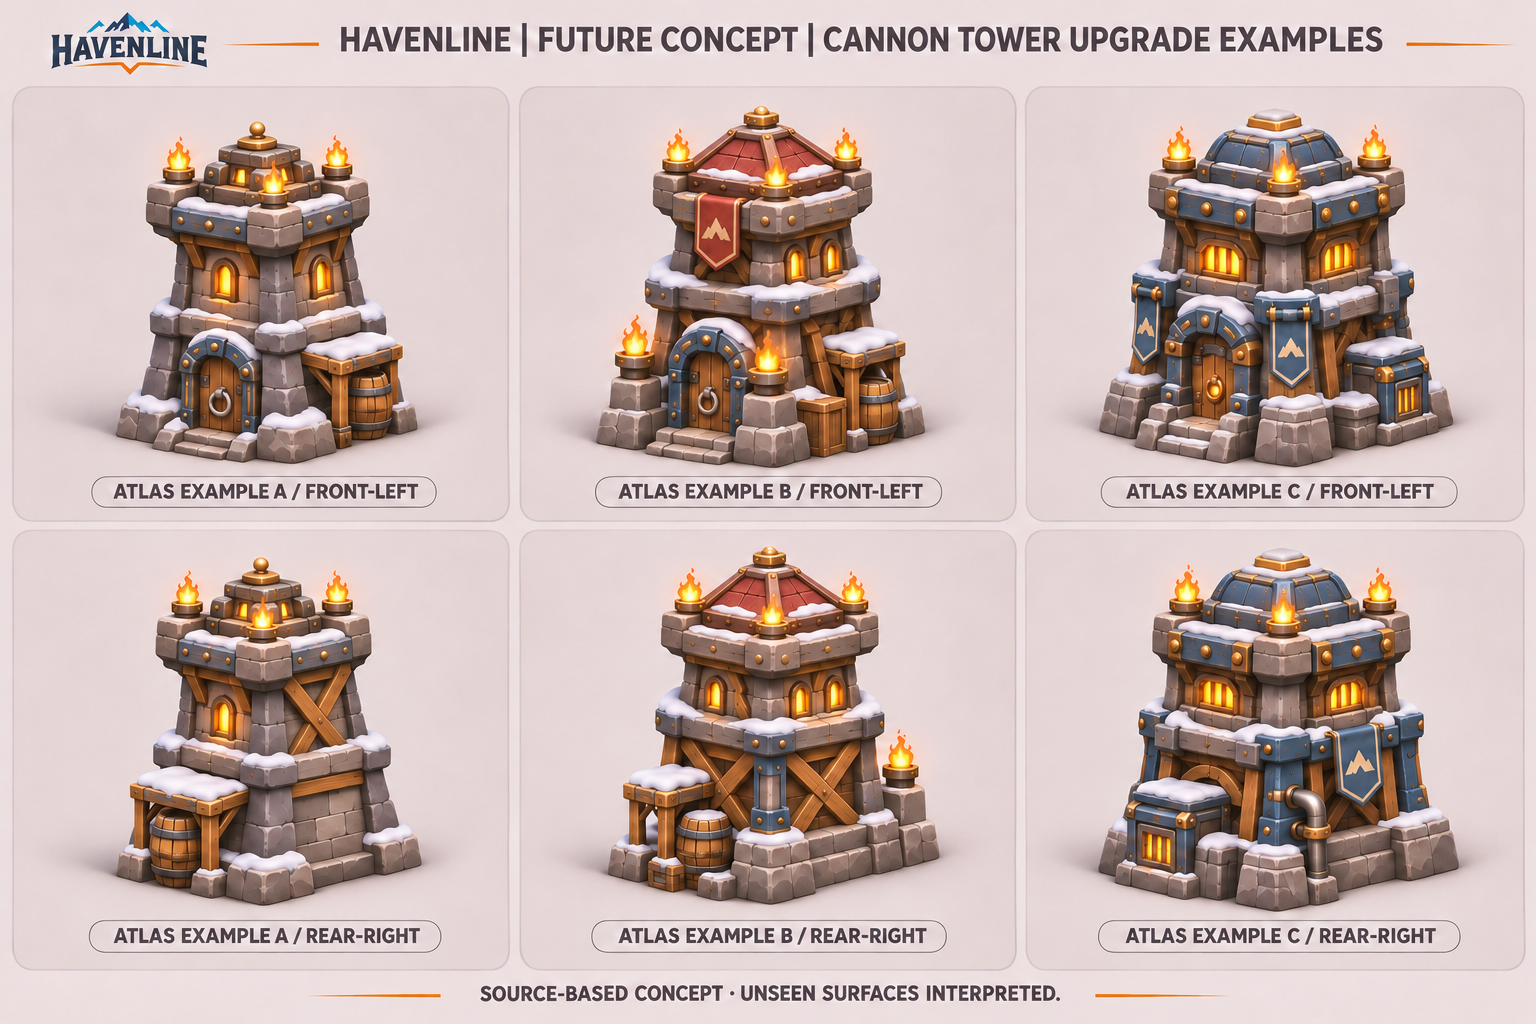 HAVENLINE
HAVENLINE | FUTURE CONCEPT | CANNON TOWER UPGRADE EXAMPLES
ATLAS EXAMPLE A / FRONT-LEFT
ATLAS EXAMPLE B / FRONT-LEFT
ATLAS EXAMPLE C / FRONT-LEFT
ATLAS EXAMPLE A / REAR-RIGHT
ATLAS EXAMPLE B / REAR-RIGHT
ATLAS EXAMPLE C / REAR-RIGHT
SOURCE-BASED CONCEPT · UNSEEN SURFACES INTERPRETED.